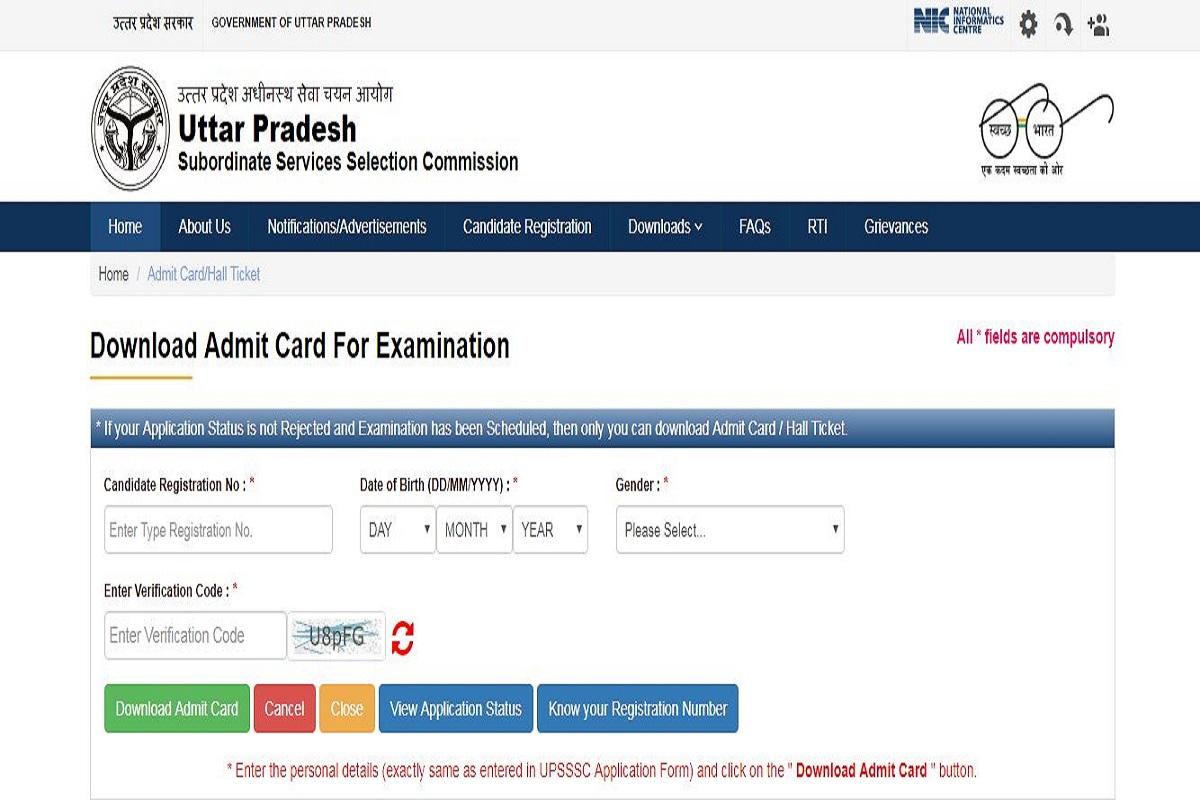 उत्तर प्रदेश सरकार GOVERNMENT OF UTTAR PRADESH NIC NATIONAL INFORMATICS CENTRE
उत्तर प्रदेश सरकार
उत्तर प्रदेश अधीनस्थ सेवा चयन आयोग
Uttar Pradesh
Subordinate Services Selection Commission
स्वच्छ भारत
एक कदम स्वच्छता की ओर
Home About Us Notifications/Advertisements Candidate Registration Downloads FAQs RTI Grievances
Home / Admit Card/Hall Ticket
Download Admit Card For Examination
All * fields are compulsory
* If your Application Status is not Rejected and Examination has been Scheduled, then only you can download Admit Card / Hall Ticket.
Candidate Registration No : * Date of Birth (DD/MM/YYYY) : * Gender : *
Enter Type Registration No. DAY MONTH YEAR Please Select...
Enter Verification Code : *
Enter Verification Code U8pFG
Download Admit Card Cancel Close View Application Status Know your Registration Number
* Enter the personal details (exactly same as entered in UPSSSC Application Form) and click on the " Download Admit Card " button.